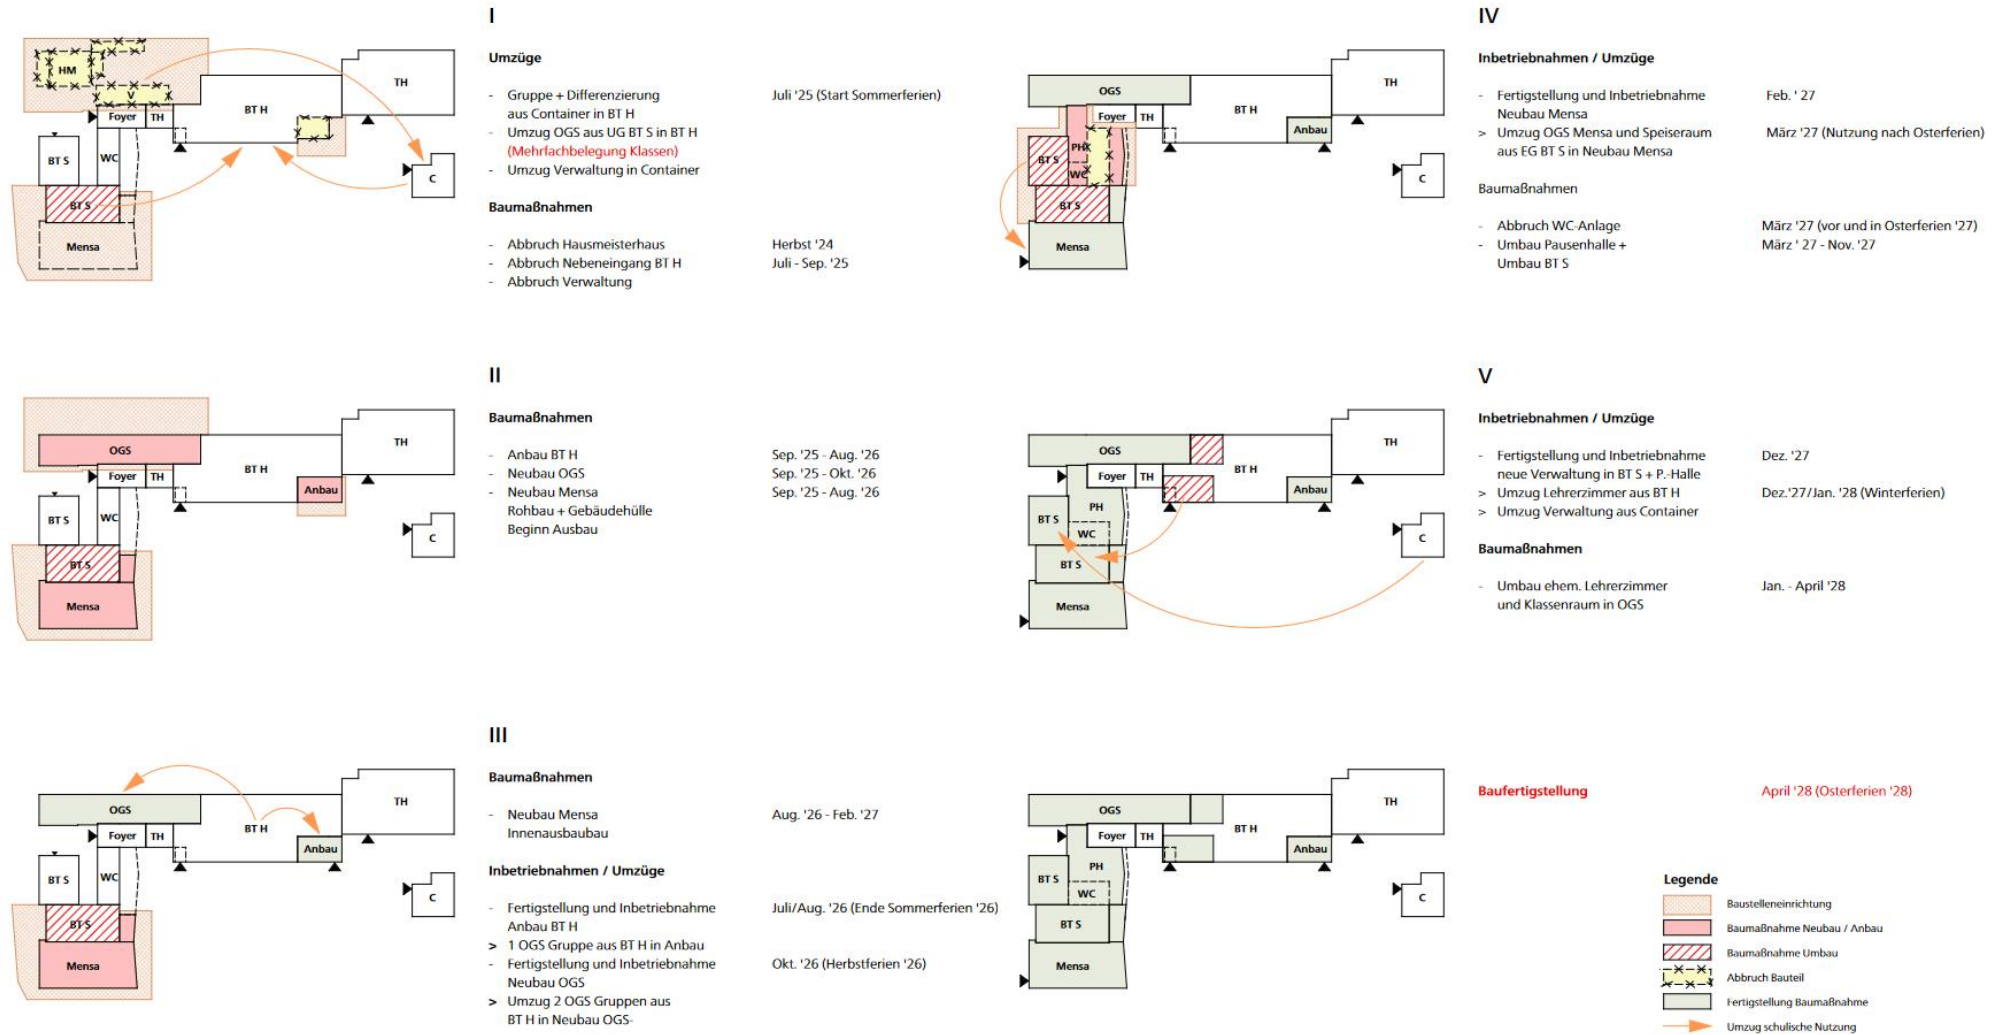 I
Umzüge
- Gruppe + Differenzierung Juli '25 (Start Sommerferien)
aus Container in BT H
- Umzug OGS aus UG BT S in BT H
(Mehrfachbelegung Klassen)
- Umzug Verwaltung in Container
Baumaßnahmen
- Abbruch Hausmeisterhaus Herbst '24
- Abbruch Nebeneingang BT H Juli - Sep. '25
- Abbruch Verwaltung
HM
V
TH
BT H
Foyer TH
BT S
WC
C
BT S
Mensa
II
Baumaßnahmen
- Anbau BT H Sep. '25 - Aug. '26
- Neubau OGS Sep. '25 - Okt. '26
- Neubau Mensa Sep. '25 - Aug. '26
Rohbau + Gebäudehülle
Beginn Ausbau
OGS
TH
BT H
Foyer TH
Anbau
BT S
WC
C
BT S
Mensa
III
Baumaßnahmen
- Neubau Mensa Aug. '26 - Feb. '27
Innenausbaubau
Inbetriebnahmen / Umzüge
- Fertigstellung und Inbetriebnahme Juli/Aug. '26 (Ende Sommerferien '26)
Anbau BT H
> 1 OGS Gruppe aus BT H in Anbau
- Fertigstellung und Inbetriebnahme Okt. '26 (Herbstferien '26)
Neubau OGS
> Umzug 2 OGS Gruppen aus
BT H in Neubau OGS-
OGS
TH
BT H
Foyer TH
Anbau
BT S
WC
C
BT S
Mensa
IV
Inbetriebnahmen / Umzüge
- Fertigstellung und Inbetriebnahme Feb. ' 27
Neubau Mensa
> Umzug OGS Mensa und Speiseraum März '27 (Nutzung nach Osterferien)
aus EG BT S in Neubau Mensa
Baumaßnahmen
- Abbruch WC-Anlage März '27 (vor und in Osterferien '27)
- Umbau Pausenhalle + März ' 27 - Nov. '27
Umbau BT S
OGS
TH
BT H
Foyer TH
Anbau
PH
BT S
WC
C
BT S
Mensa
V
Inbetriebnahmen / Umzüge
- Fertigstellung und Inbetriebnahme Dez. '27
neue Verwaltung in BT S + P.-Halle
> Umzug Lehrerzimmer aus BT H Dez.'27/Jan. '28 (Winterferien)
> Umzug Verwaltung aus Container
Baumaßnahmen
- Umbau ehem. Lehrerzimmer Jan. - April '28
und Klassenraum in OGS
OGS
TH
BT H
Foyer TH
Anbau
PH
BT S
WC
C
BT S
Mensa
Baufertigstellung April '28 (Osterferien '28)
OGS
TH
BT H
Foyer TH
Anbau
PH
BT S
WC
C
BT S
Mensa
Legende
Baustelleneinrichtung
Baumaßnahme Neubau / Anbau
Baumaßnahme Umbau
Abbruch Bauteil
Fertigstellung Baumaßnahme
Umzug schulische Nutzung